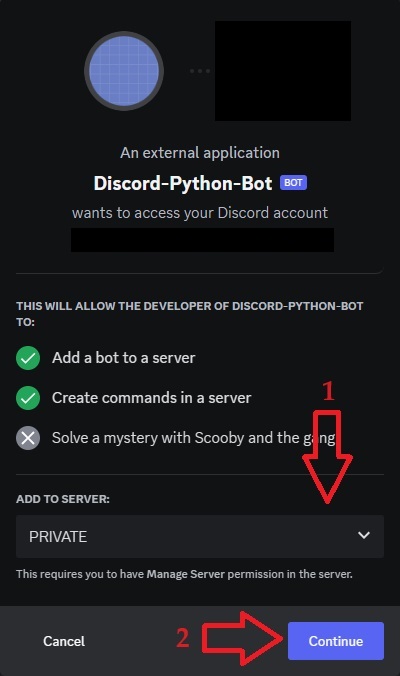 An external application
Discord-Python-Bot BOT
wants to access your Discord account
THIS WILL ALLOW THE DEVELOPER OF DISCORD-PYTHON-BOT
TO:
Add a bot to a server
Create commands in a server
1
Solve a mystery with Scooby and the gang
ADD TO SERVER:
PRIVATE
This requires you to have Manage Server permission in the server.
Cancel
2
Continue